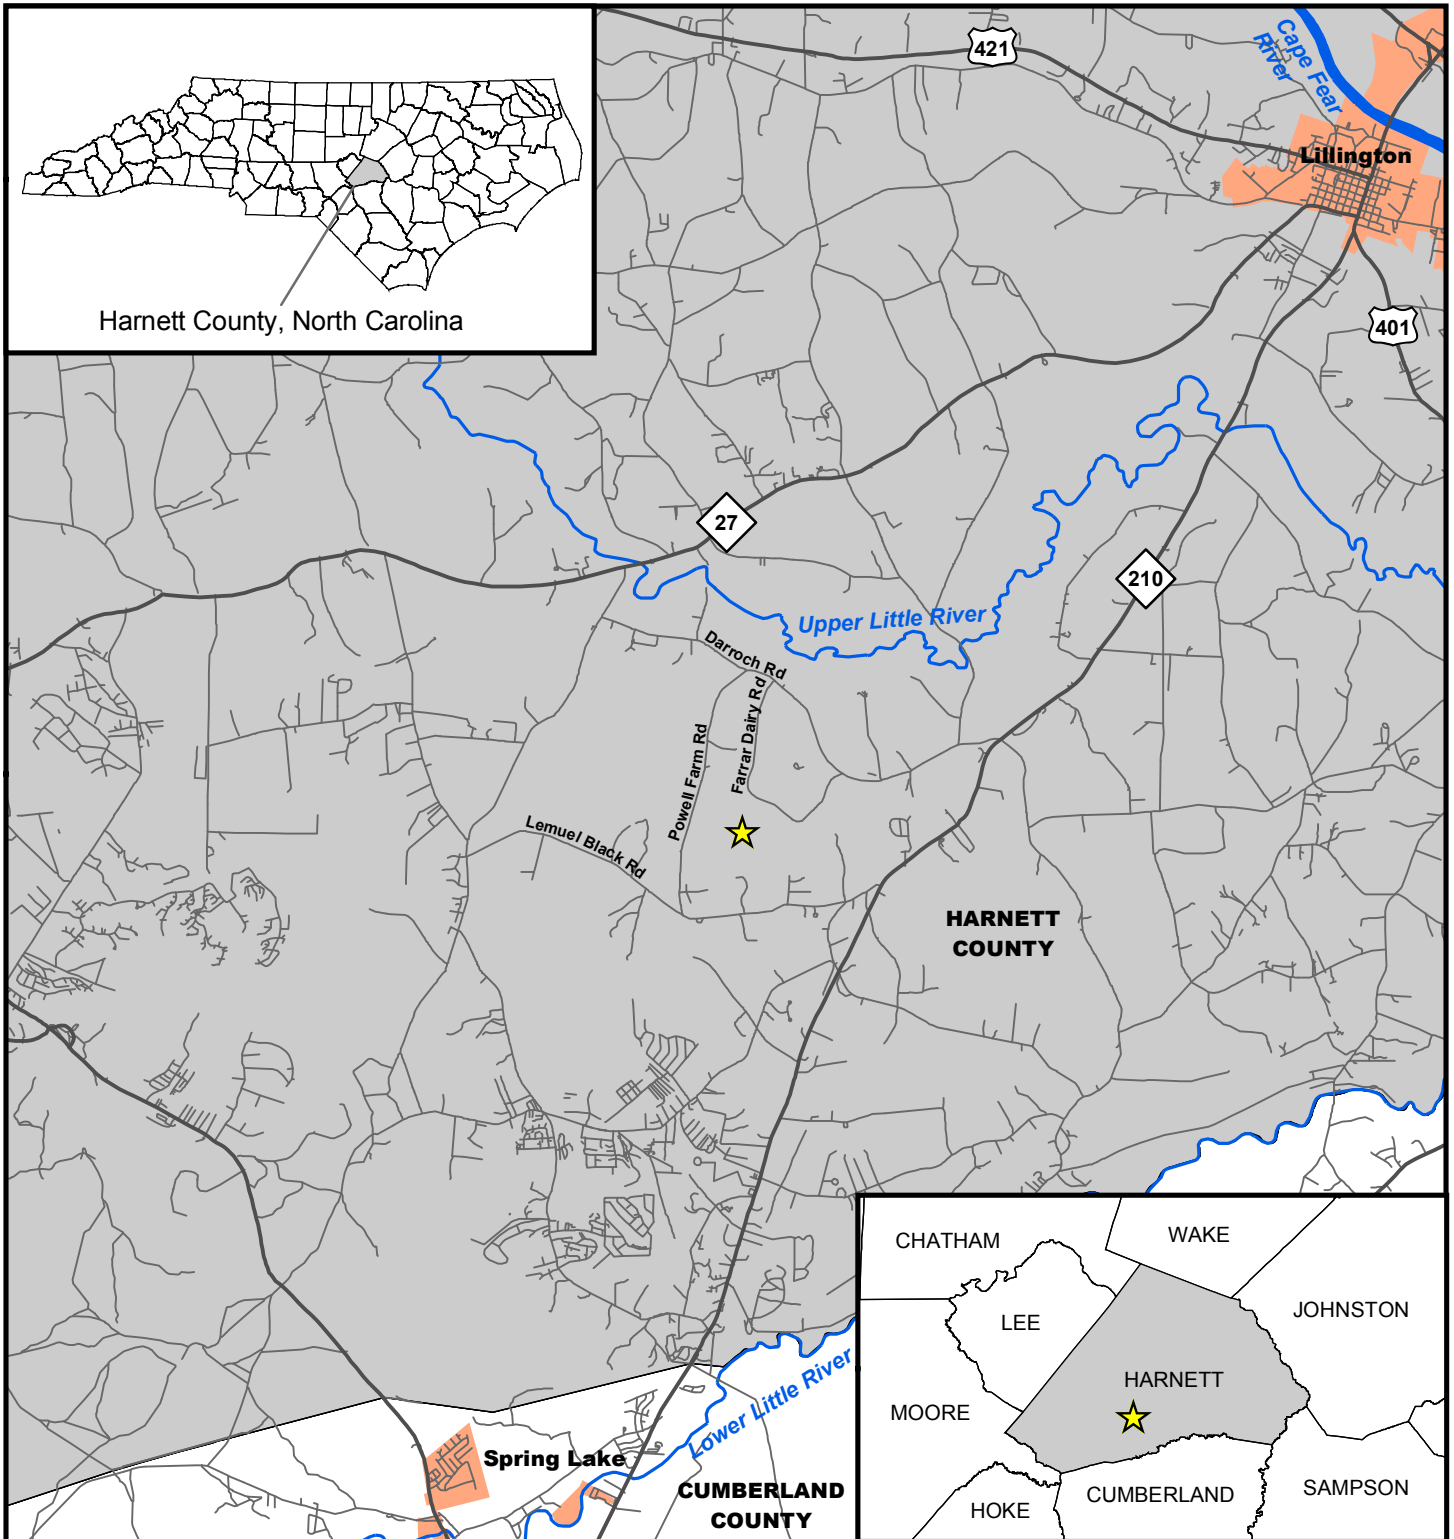 421
Cape Fear
River
Lillington
Harnett County, North Carolina
401
27
210
Upper Little River
Darroch Rd
Farrar Dairy Rd
Powell Farm Rd
Lemuel Black Rd
HARNETT
COUNTY
CHATHAM
WAKE
LEE
JOHNSTON
HARNETT
MOORE
HOKE
CUMBERLAND
SAMPSON
Lower Little River
Spring Lake
CUMBERLAND
COUNTY